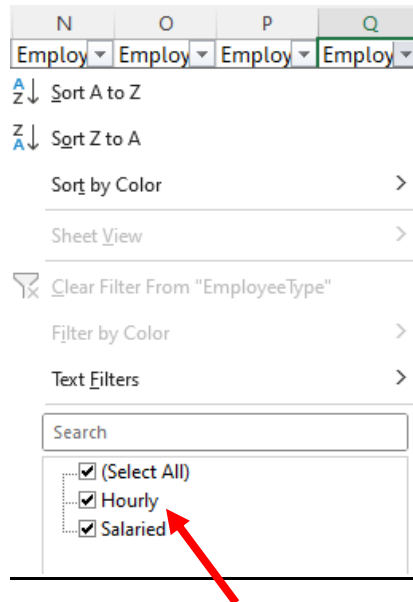 N O P Q
Employ Employ Employ Employ
Sort A to Z
Sort Z to A
Sort by Color
Sheet View
Clear Filter From "EmployeeType"
Filter by Color
Text Filters
Search
(Select All)
Hourly
Salaried